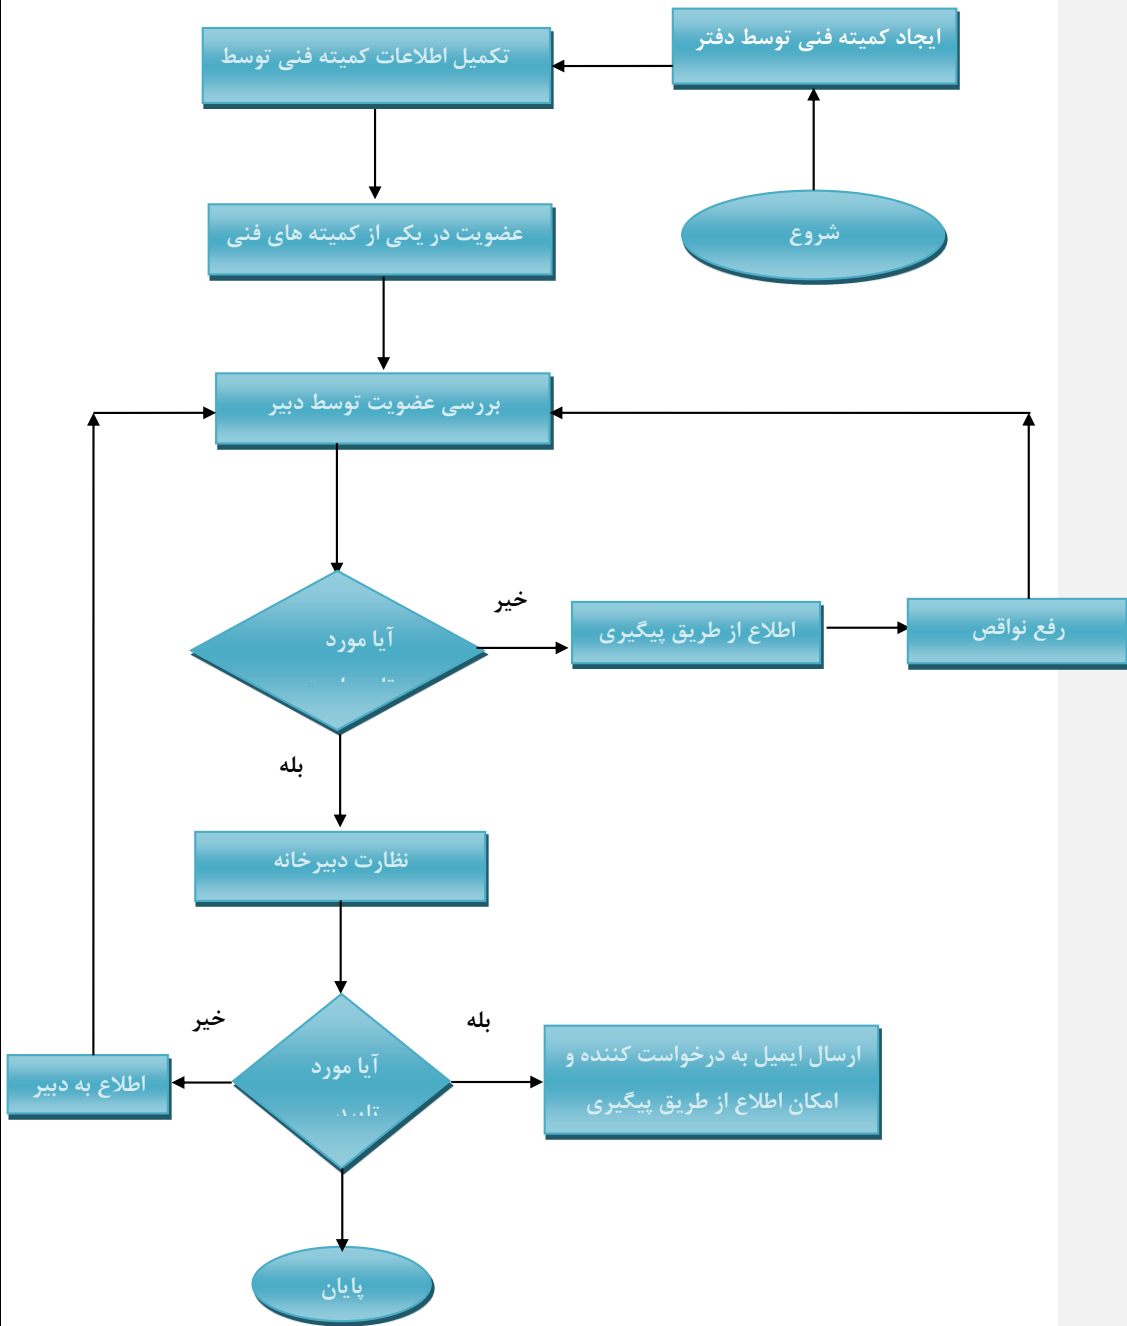 ایجاد کمیته فنی توسط دفتر
تکمیل اطلاعات کمیته فنی توسط
شروع
عضویت در یکی از کمیته های فنی
بررسی عضویت توسط دبیر
آیا مورد
خیر
اطلاع از طریق پیگیری
رفع نواقص
بله
نظارت دبیرخانه
آیا مورد
خیر
اطلاع به دبیر
بله
ارسال ایمیل به درخواست کننده و
امکان اطلاع از طریق پیگیری
پایان